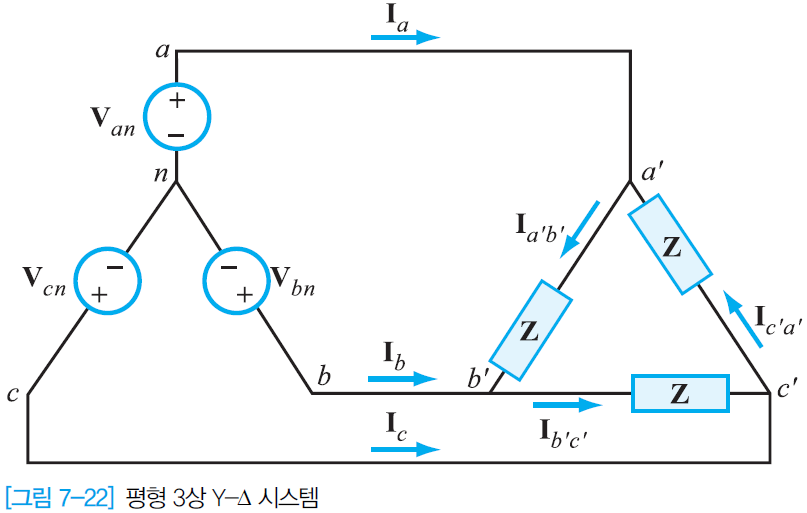 I_a
a
+
V_an
−
n
a′
I_a′b′
Z
V_cn
−
+
−
+
V_bn
Z
I_c′a′
I_b
b
b′
c
Z
c′
I_c
I_b′c′
[그림 7-22] 평형 3상 Y-Δ 시스템